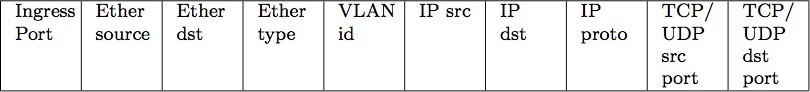 Ingress Port
Ether source
Ether dst
Ether type
VLAN id
IP src
IP dst
IP proto
TCP/ UDP src port
TCP/ UDP dst port